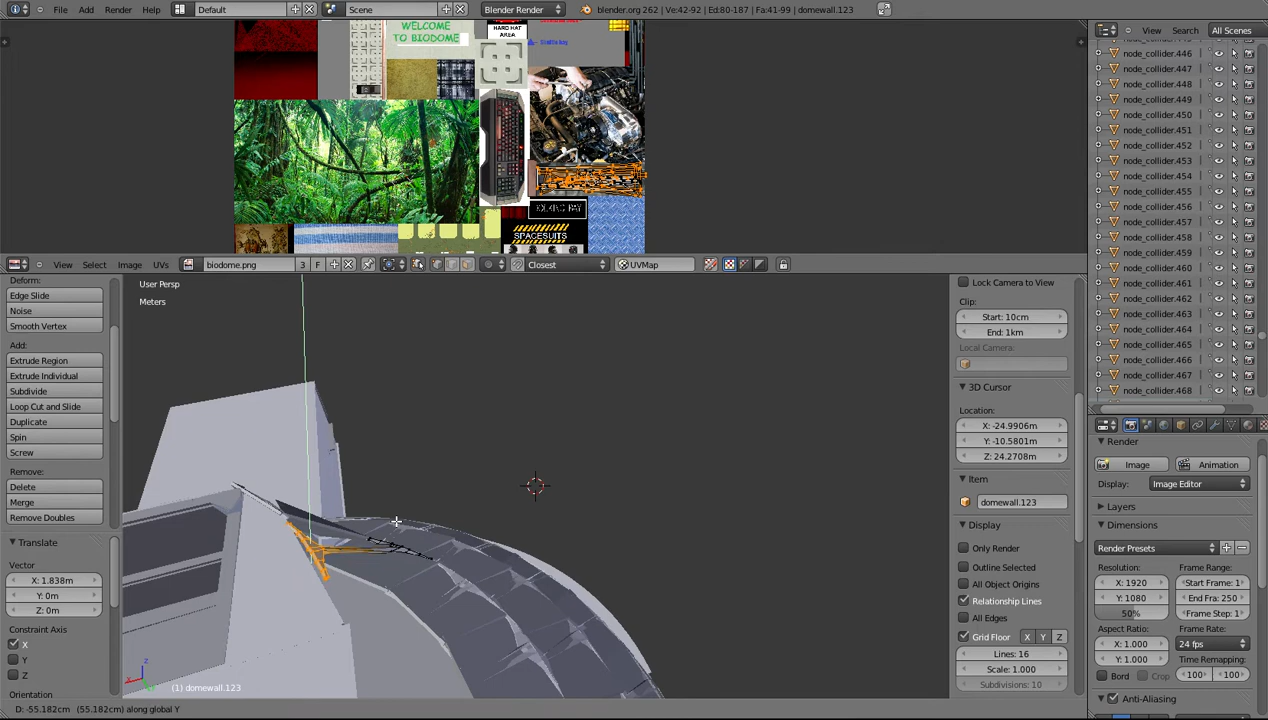 File Add Render Window Help Default Scene Blender Render blender.org 262 | Ve:42-92 | Ed:80-187 | Fa:41-99 | domewall.123
WELCOME
TO BIODOME
HARD HAT
AREA
Shuttle bay
DOCKING BAY
SPACESUITS
View Select Image UVs biodome.png 3 F Closest UVMap
View Search All Scenes
node_collider.446
node_collider.447
node_collider.448
node_collider.449
node_collider.450
node_collider.451
node_collider.452
node_collider.453
node_collider.454
node_collider.455
node_collider.456
node_collider.457
node_collider.458
node_collider.459
node_collider.460
node_collider.461
node_collider.462
node_collider.463
node_collider.464
node_collider.465
node_collider.466
node_collider.467
node_collider.468
Deform:
Edge Slide
Noise
Smooth Vertex
Add:
Extrude Region
Extrude Individual
Subdivide
Loop Cut and Slide
Duplicate
Spin
Screw
Remove:
Delete
Merge
Remove Doubles
Translate
Vector
X: 1.838m
Y: 0m
Z: 0m
Constraint Axis
X
Y
Z
Orientation
User Persp
Meters
x
z
(1) domewall.123
D: -55.182cm (55.182cm) along global Y
Lock Camera to View
Clip:
Start: 10cm
End: 1km
Local Camera:
3D Cursor
Location:
X: -24.9906m
Y: -10.5801m
Z: 24.2708m
Item
domewall.123
Display
Only Render
Outline Selected
All Object Origins
Relationship Lines
All Edges
Grid Floor X Y Z
Lines: 16
Scale: 1.000
Subdivisions: 10
Render
Image Animation
Display: Image Editor
Layers
Dimensions
Render Presets
Resolution: Frame Range:
X: 1920 Start Frame: 1
Y: 1080 End Fra: 250
50% Frame Step: 1
Aspect Ratio: Frame Rate:
X: 1.000 24 fps
Y: 1.000 Time Remapping:
Bord Crop 100 100
Anti-Aliasing